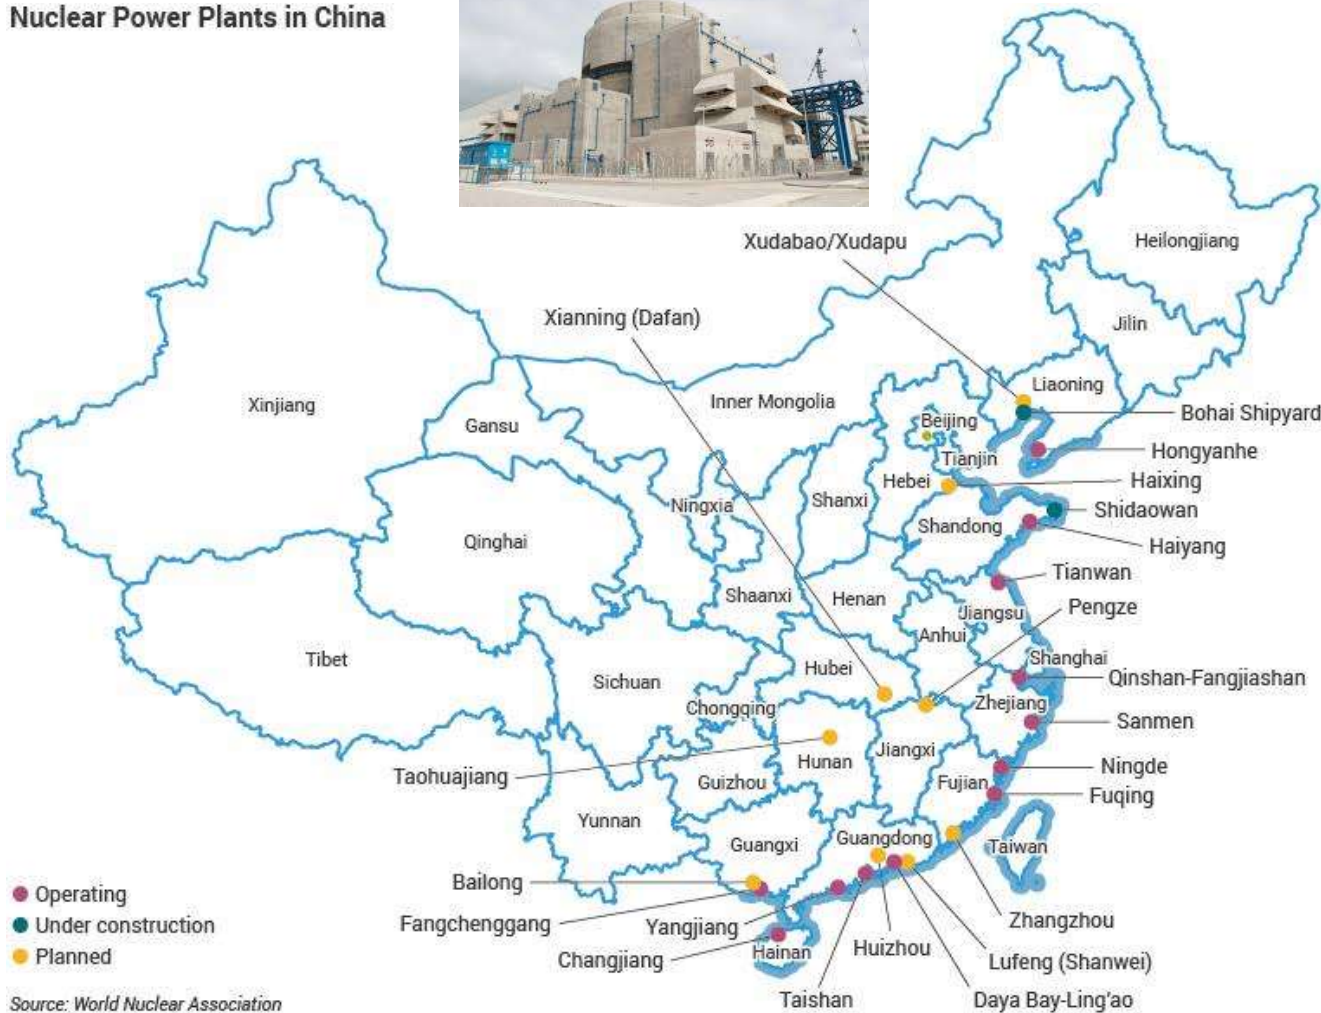 Nuclear Power Plants in China
Xudabao/Xudapu
Heilongjiang
Xianning (Dafan)
Jilin
Liaoning
Xinjiang
Inner Mongolia
Bohai Shipyard
Gansu
Beijing
Hongyanhe
Tianjin
Hebei
Haixing
Ningxia
Shanxi
Shidaowan
Shandong
Qinghai
Haiyang
Tianwan
Shaanxi
Henan
Jiangsu
Pengze
Anhui
Tibet
Hubei
Shanghai
Sichuan
Qinshan-Fangjiashan
Chongqing
Zhejiang
Sanmen
Jiangxi
Hunan
Taohuajiang
Guizhou
Fujian
Ningde
Fuqing
Yunnan
Guangxi
Guangdong
Taiwan
Bailong
Operating
Fangchenggang
Yangjiang
Zhangzhou
Under construction
Huizhou
Planned
Changjiang
Hainan
Lufeng (Shanwei)
Taishan
Daya Bay-Ling'ao
Source: World Nuclear Association